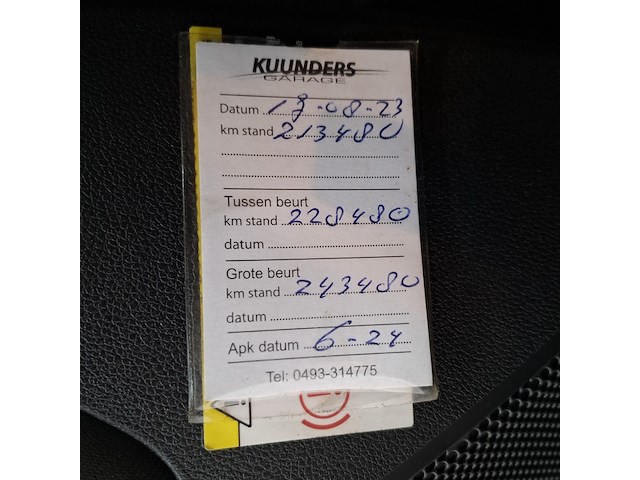 KUUNDERS
GARAGE
Datum 17-08-23
km stand 213480
Tussen beurt
km stand 228480
datum
Grote beurt
km stand 243480
datum
Apk datum 6-24
Tel: 0493-314775